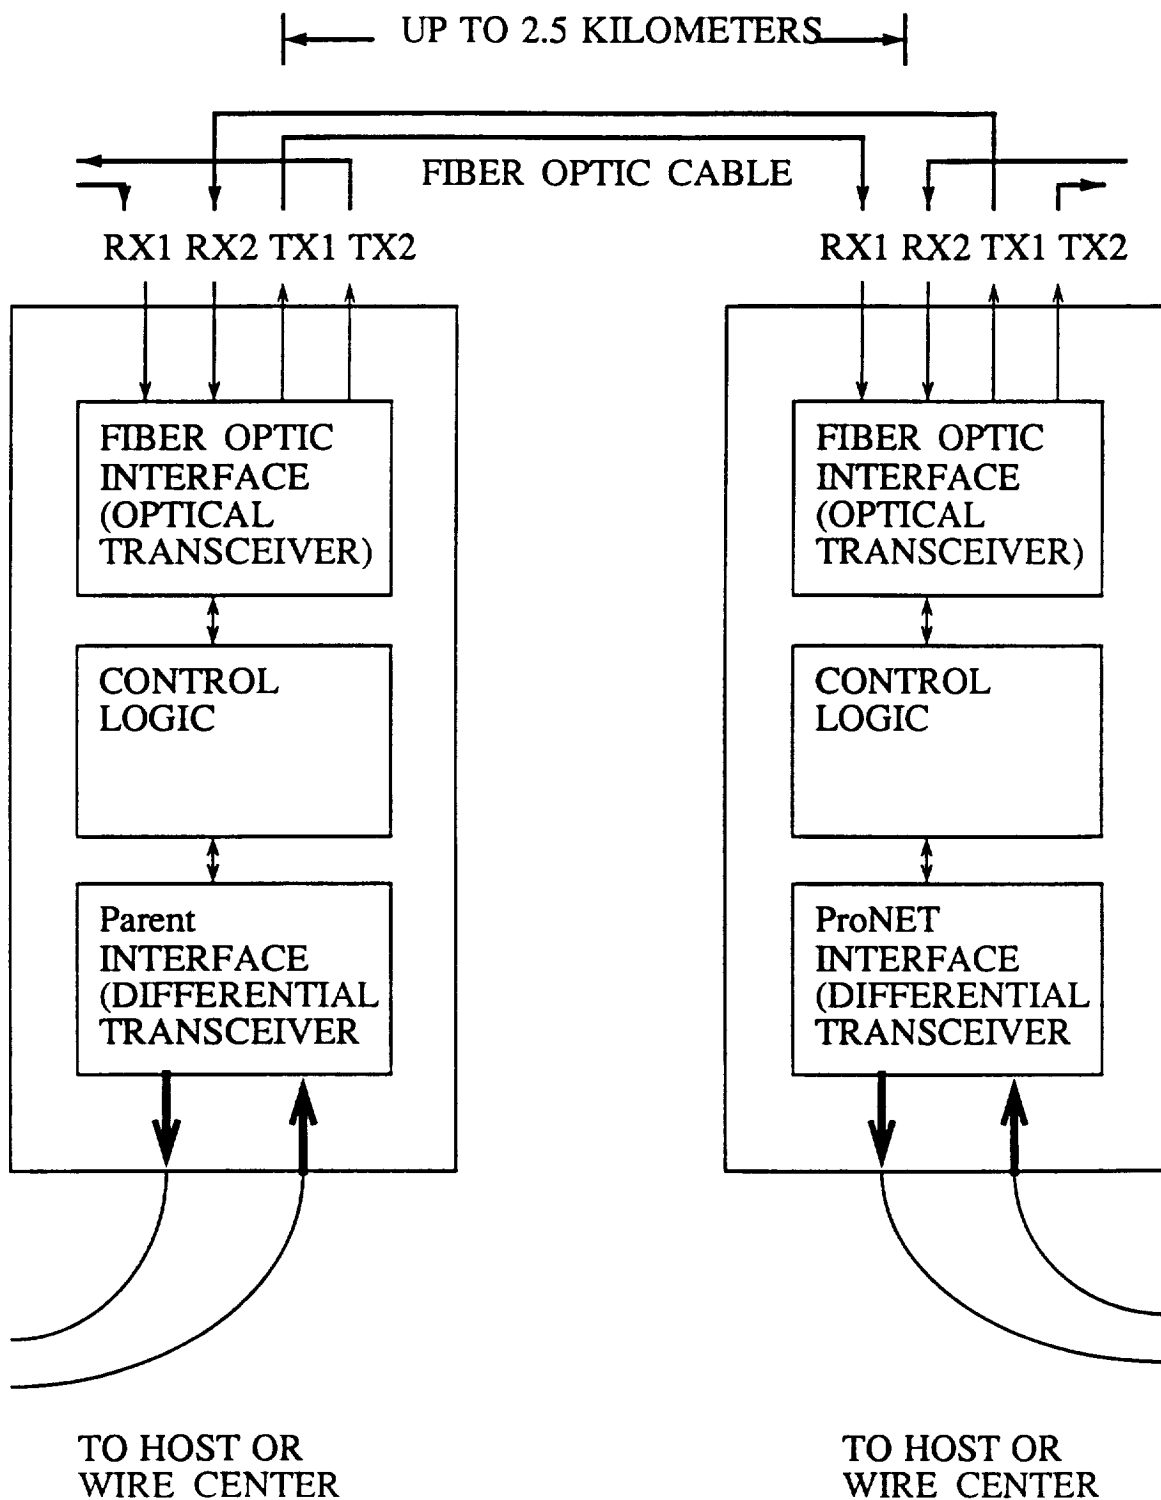 UP TO 2.5 KILOMETERS
FIBER OPTIC CABLE
RX1 RX2 TX1 TX2
RX1 RX2 TX1 TX2
FIBER OPTIC
INTERFACE
(OPTICAL
TRANSCEIVER)
FIBER OPTIC
INTERFACE
(OPTICAL
TRANSCEIVER)
CONTROL
LOGIC
CONTROL
LOGIC
Parent
INTERFACE
(DIFFERENTIAL
TRANSCEIVER
ProNET
INTERFACE
(DIFFERENTIAL
TRANSCEIVER
TO HOST OR
WIRE CENTER
TO HOST OR
WIRE CENTER